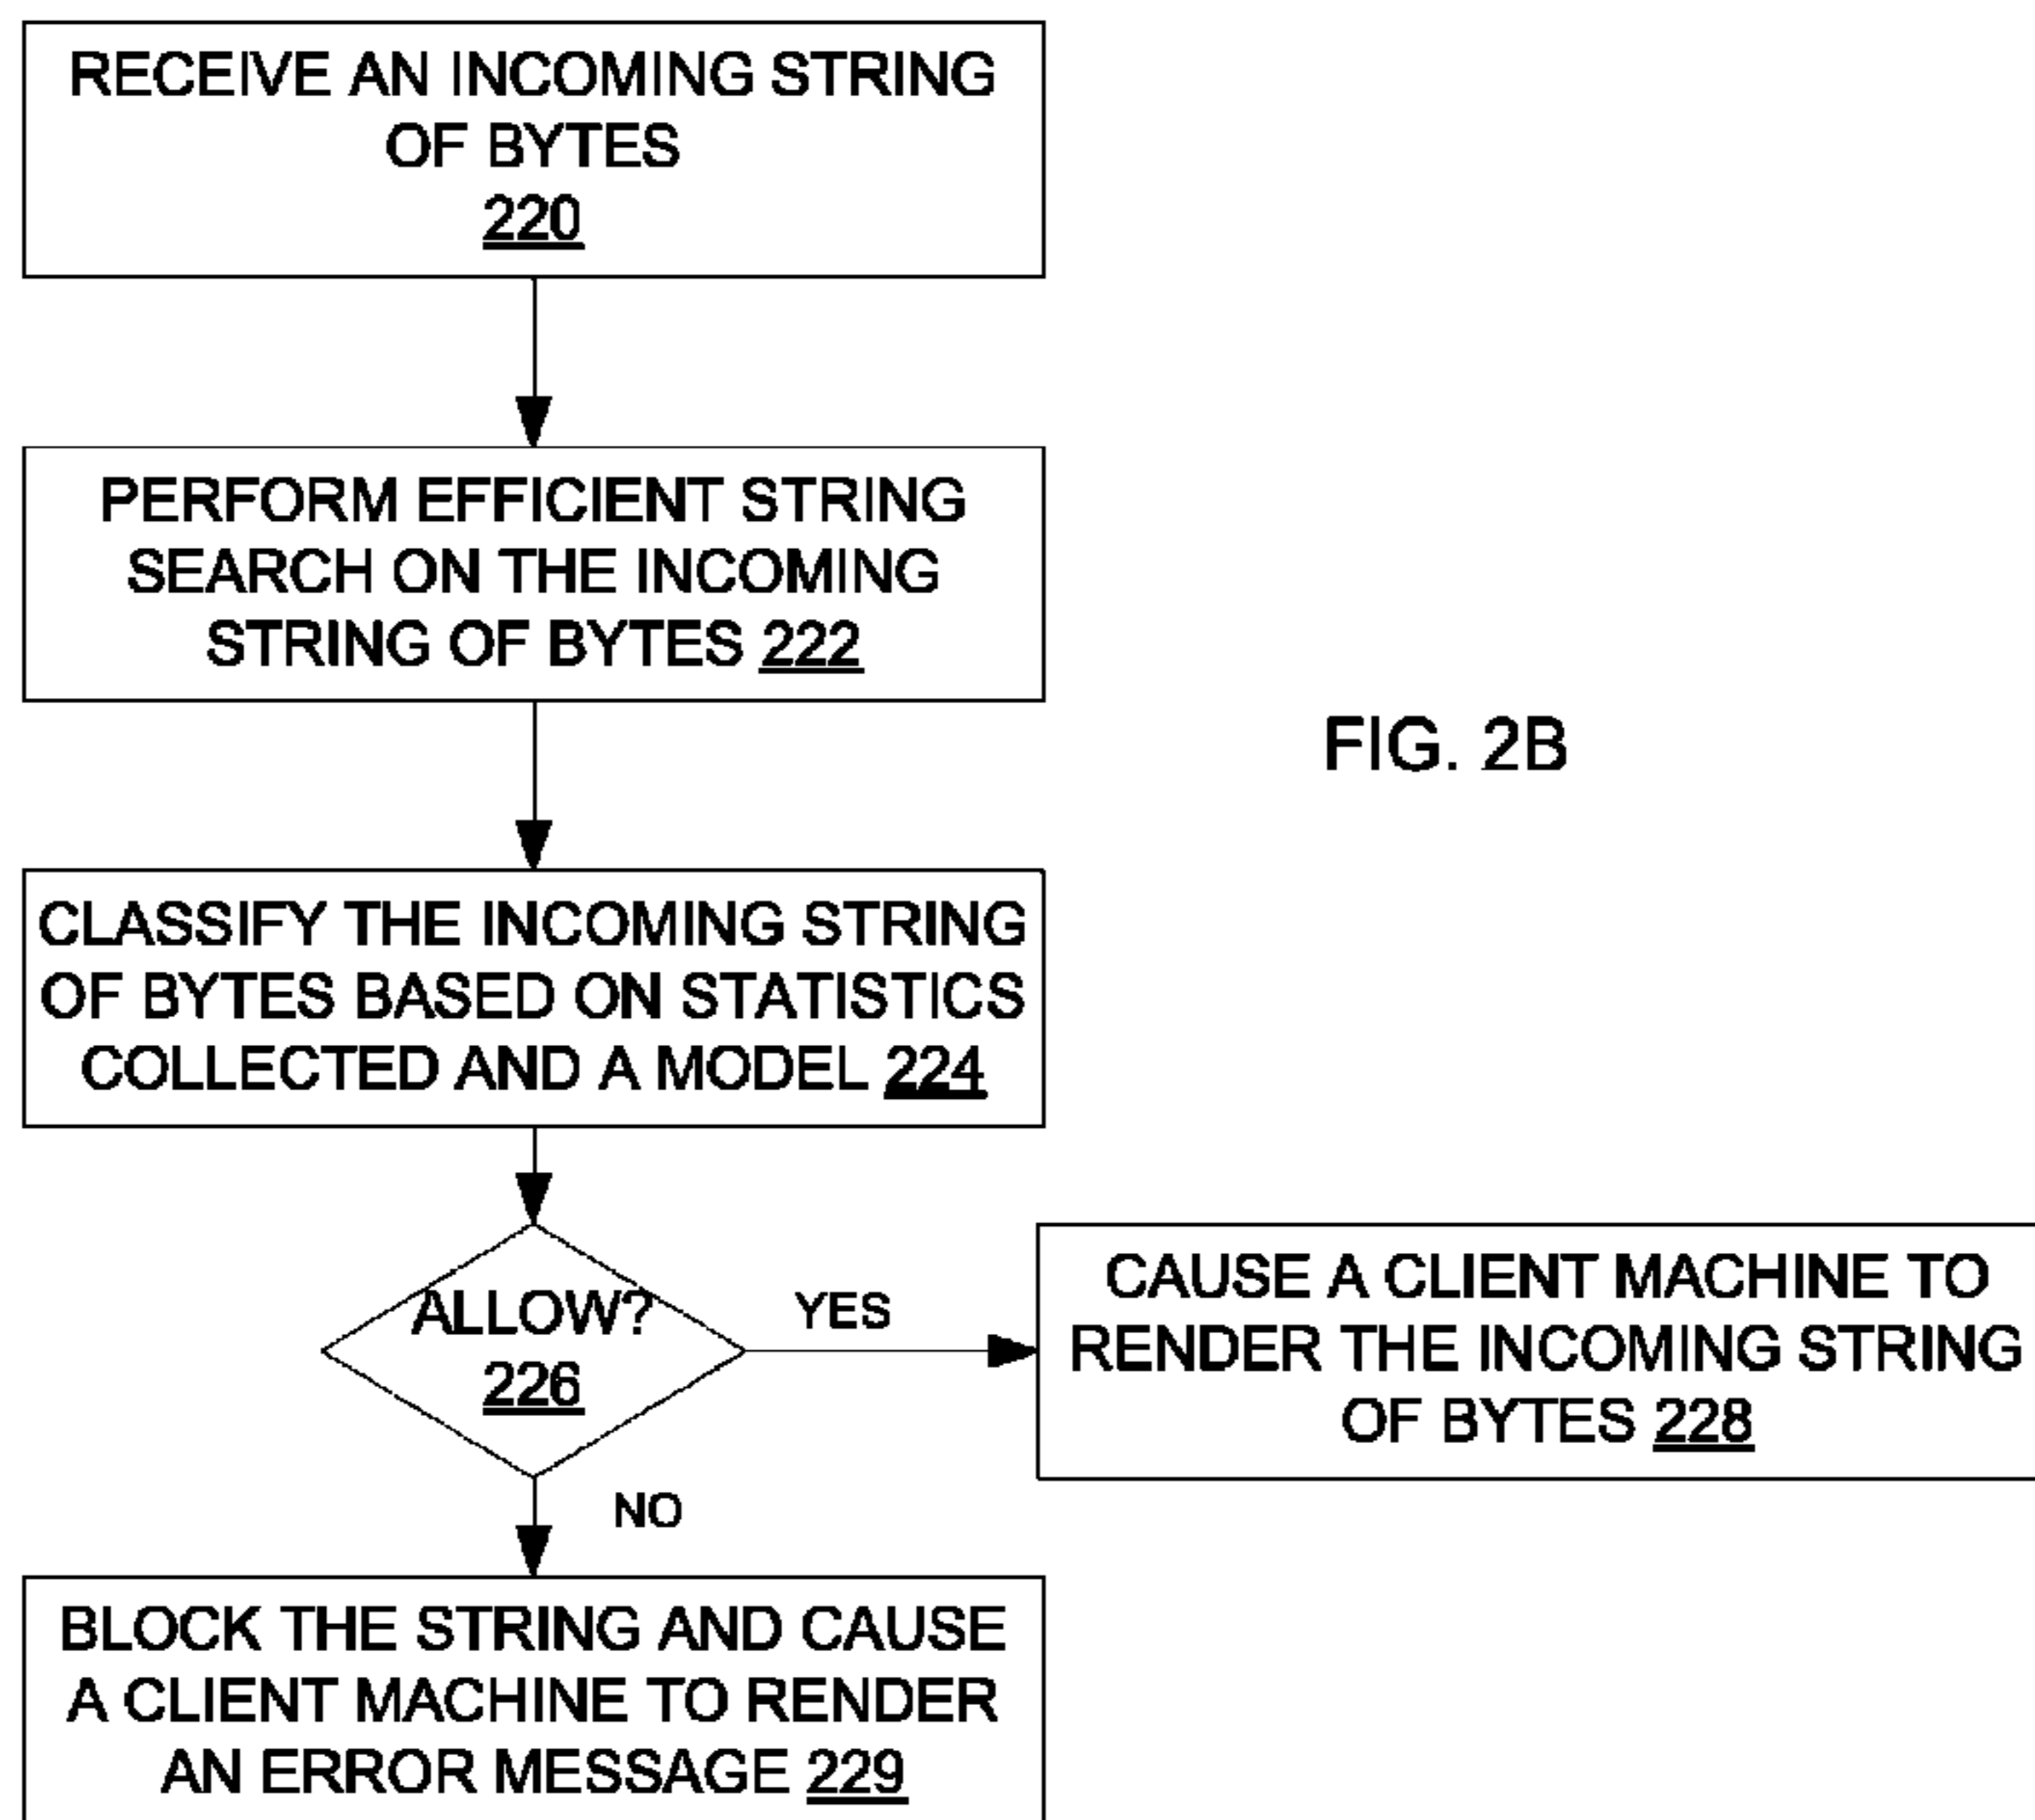 RECEIVE AN INCOMING STRING
OF BYTES
220
PERFORM EFFICIENT STRING
SEARCH ON THE INCOMING
STRING OF BYTES 222
FIG. 2B
CLASSIFY THE INCOMING STRING
OF BYTES BASED ON STATISTICS
COLLECTED AND A MODEL 224
ALLOW?
226
YES
CAUSE A CLIENT MACHINE TO
RENDER THE INCOMING STRING
OF BYTES 228
NO
BLOCK THE STRING AND CAUSE
A CLIENT MACHINE TO RENDER
AN ERROR MESSAGE 229